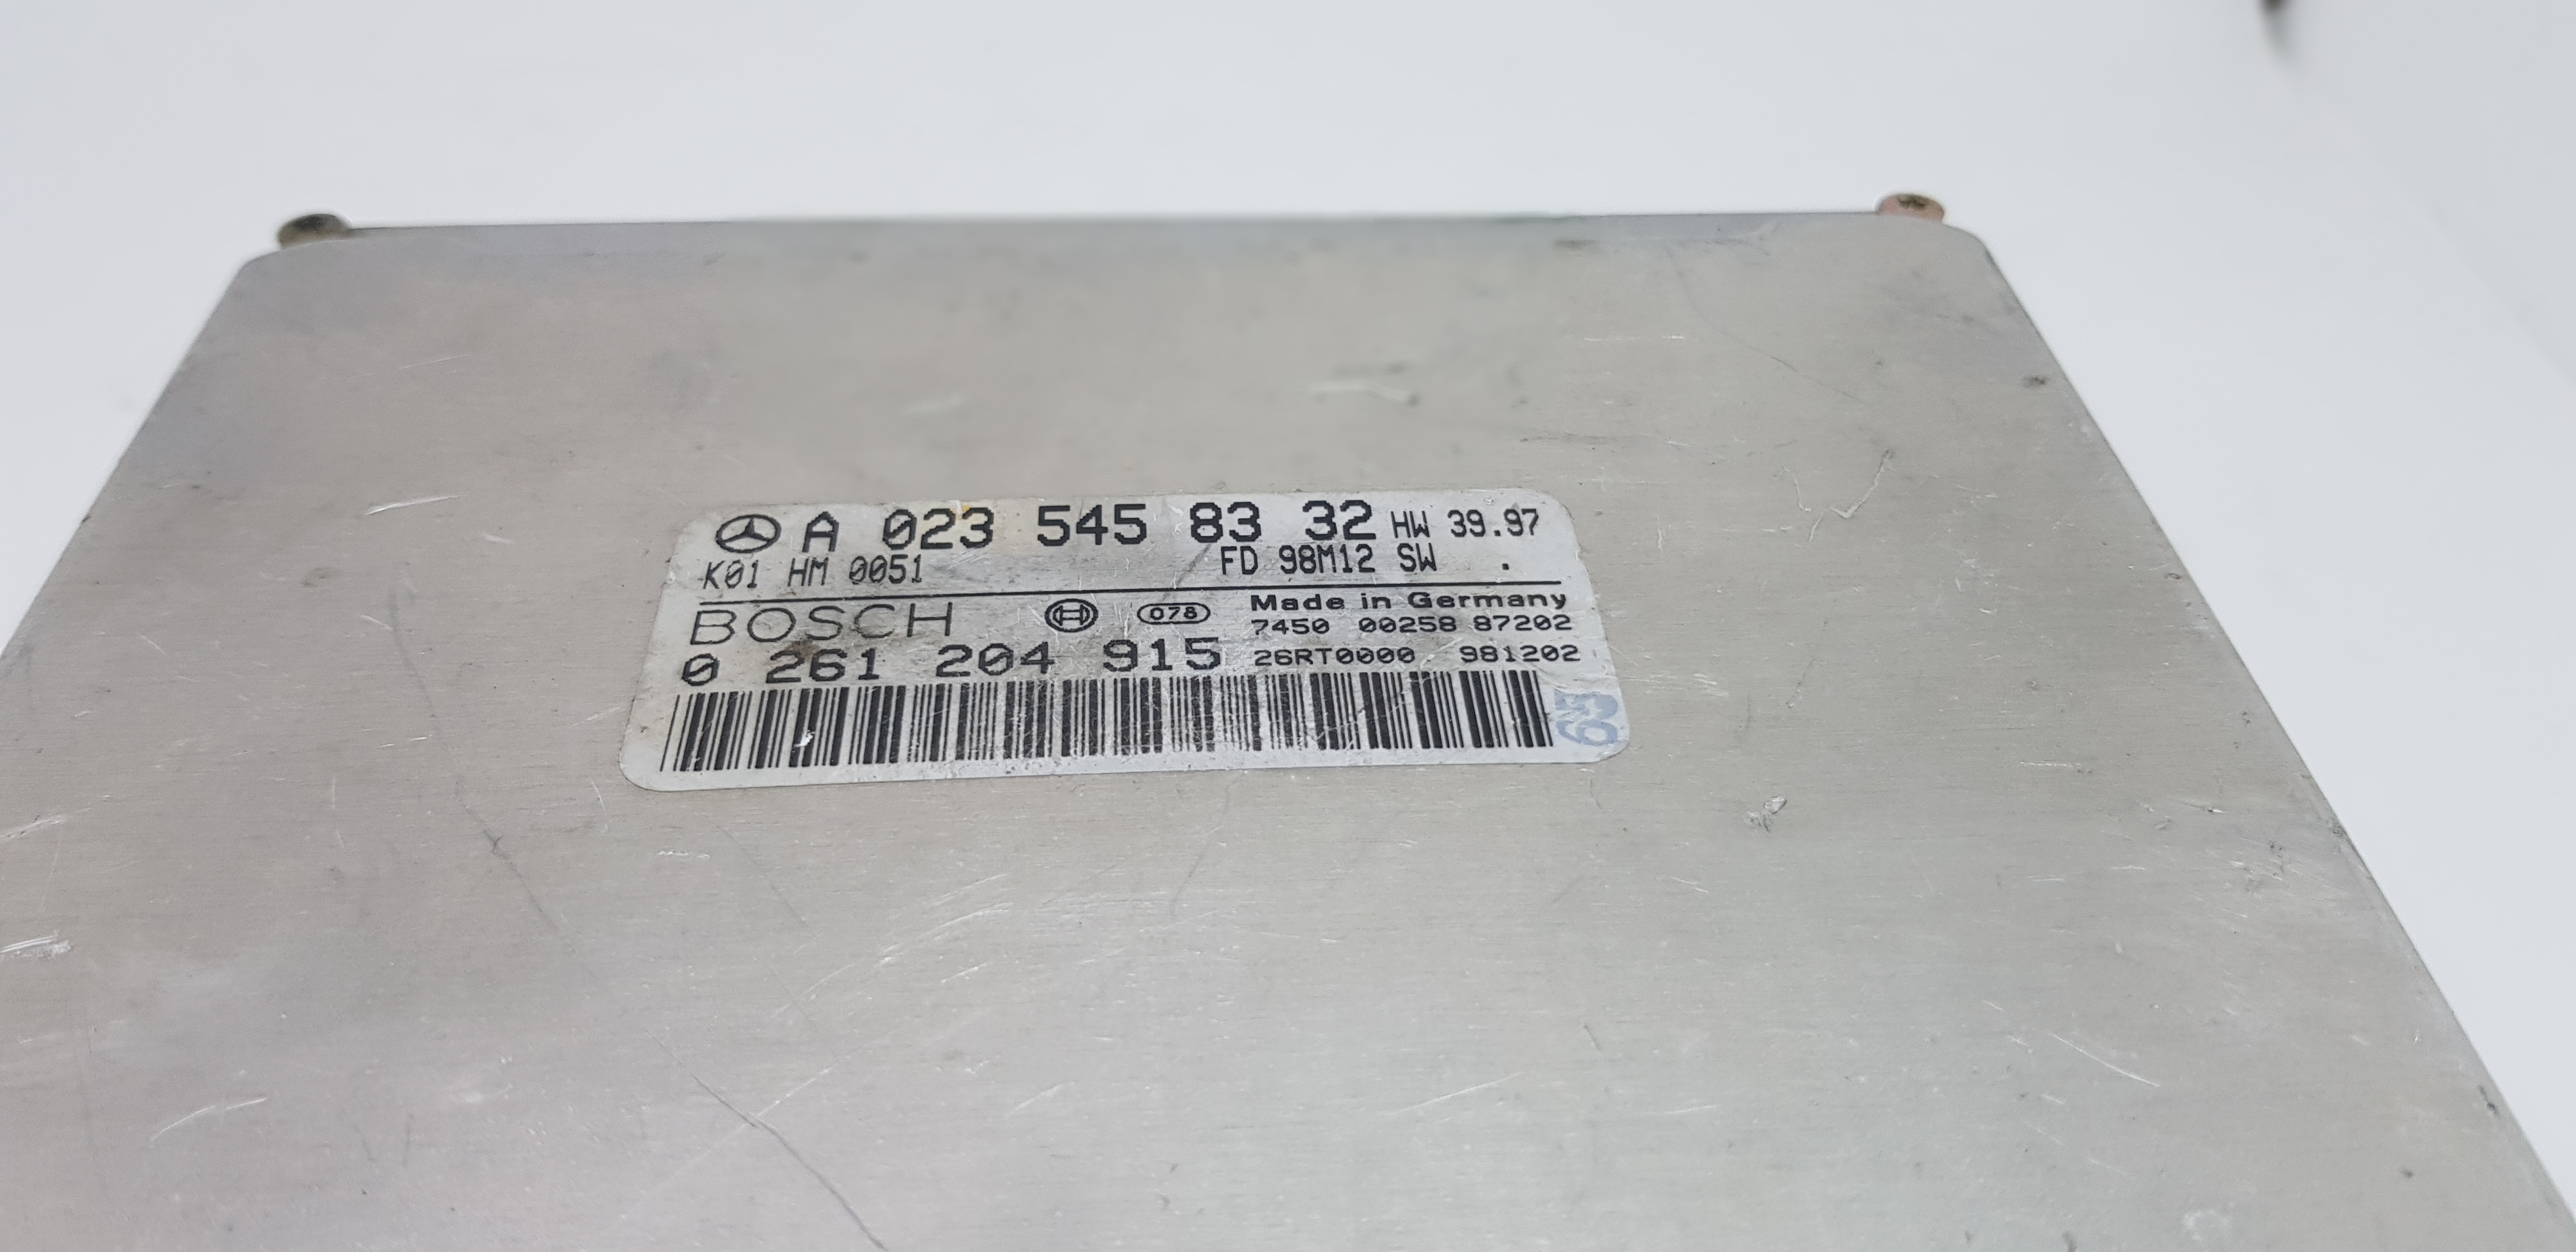 A 023 545 83 32 HW 39.97
K01 HM 0051 FD 98M12 SW .
BOSCH 078 Made in Germany
7450 00258 87202
0 261 204 915 26RT0000 981202
65